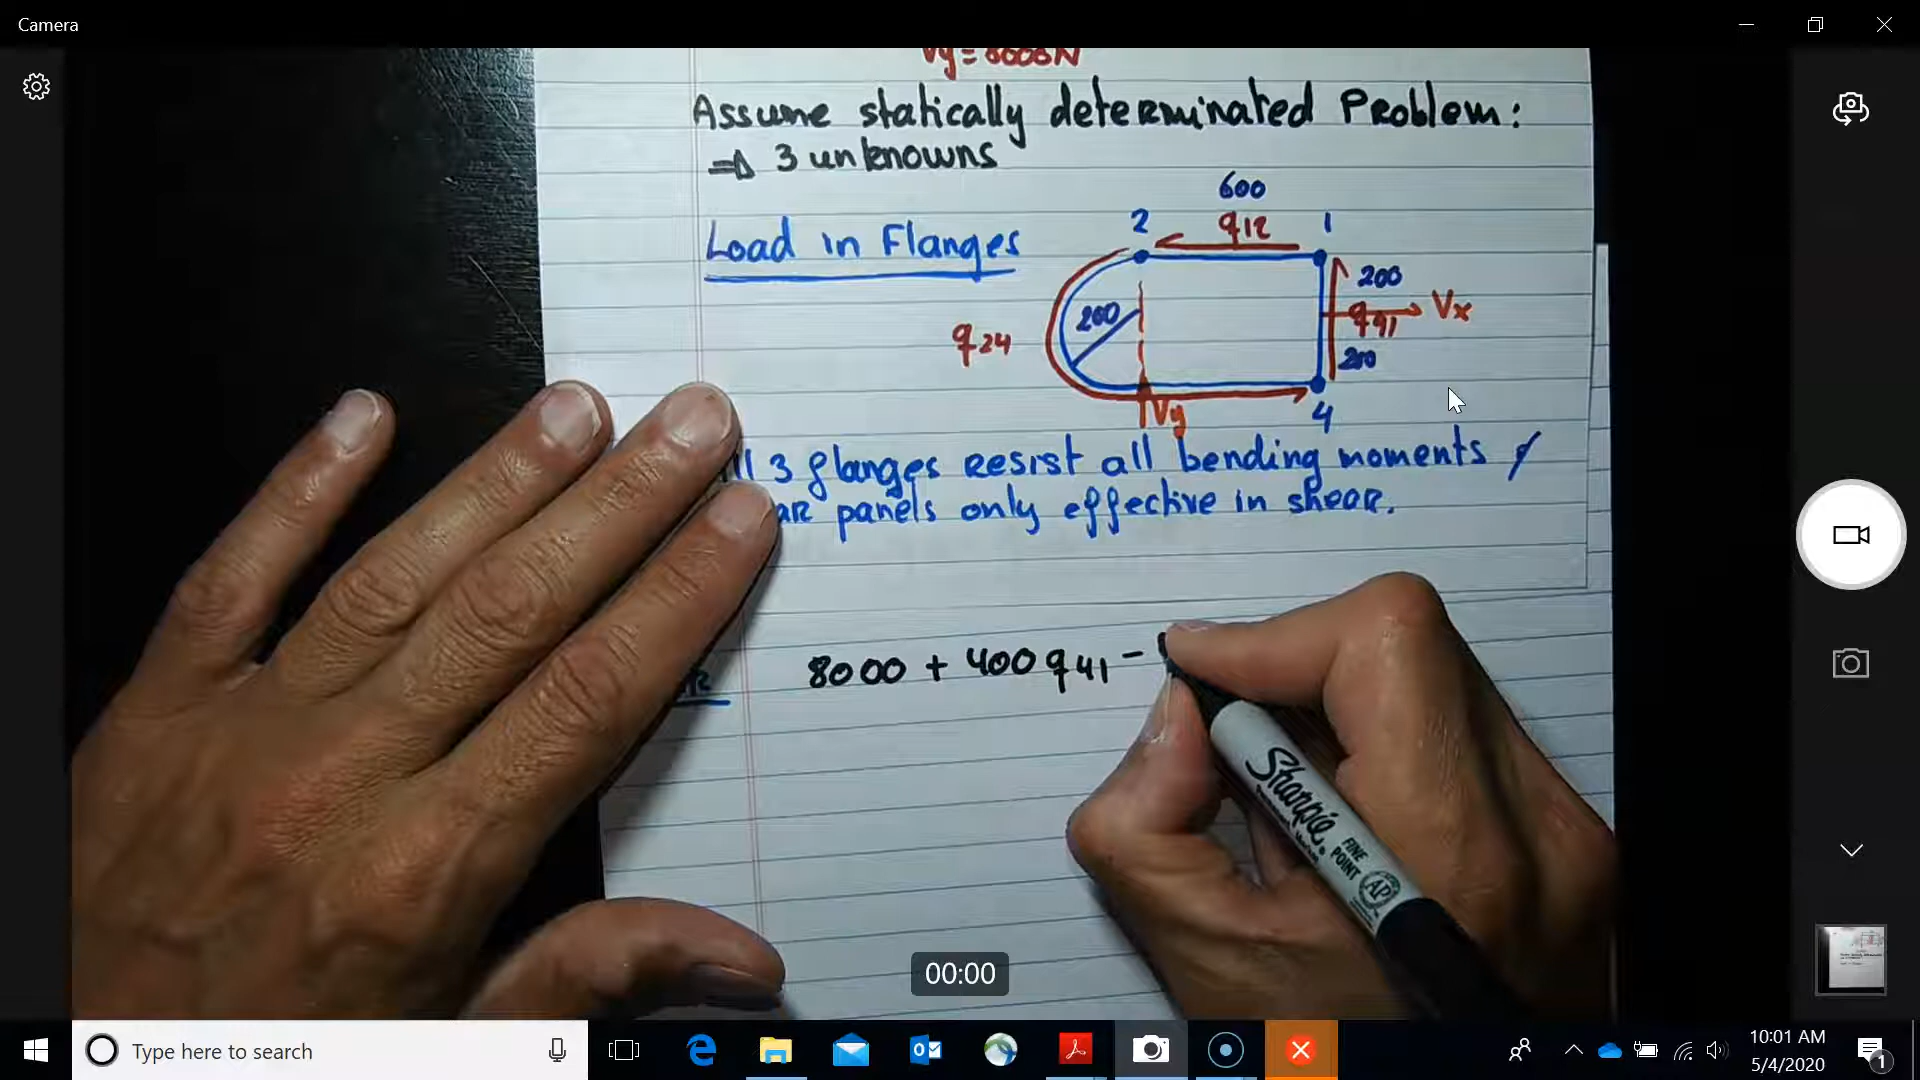 Camera
Vy = 8000N
Assume statically determinated Problem:
⇒ 3 unknowns
Load in Flanges
600
2
q12
1
200
q41
Vx
200
q24
200
Vy
4
3 flanges resist all bending moments &
panels only effective in shear.
8000 + 400 q41 -
Sharpie
FINE
POINT
AP
00:00
Type here to search
10:01 AM
5/4/2020
1